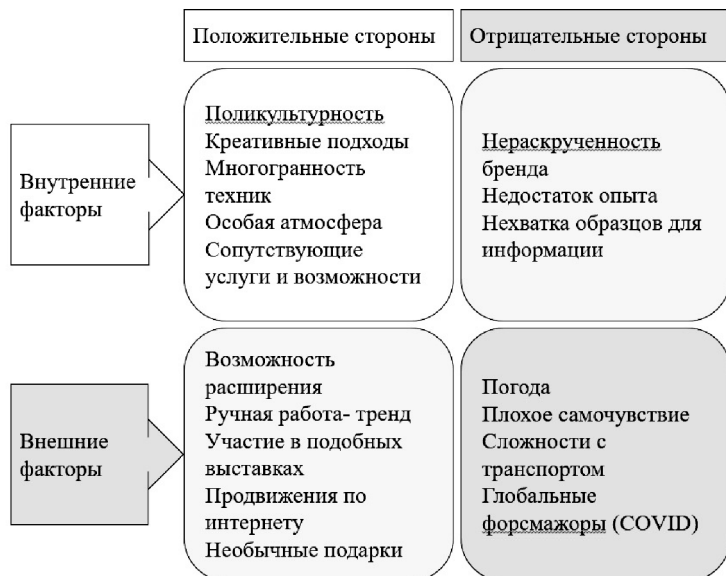 Положительные стороны
Отрицательные стороны
Внутренние
факторы
Поликультурность
Креативные подходы
Многогранность
техник
Особая атмосфера
Сопутствующие
услуги и возможности
Нераскрученность
бренда
Недостаток опыта
Нехватка образцов для
информации
Внешние
факторы
Возможность
расширения
Ручная работа- тренд
Участие в подобных
выставках
Продвижения по
интернету
Необычные подарки
Погода
Плохое самочувствие
Сложности с
транспортом
Глобальные
форсмажоры (COVID)